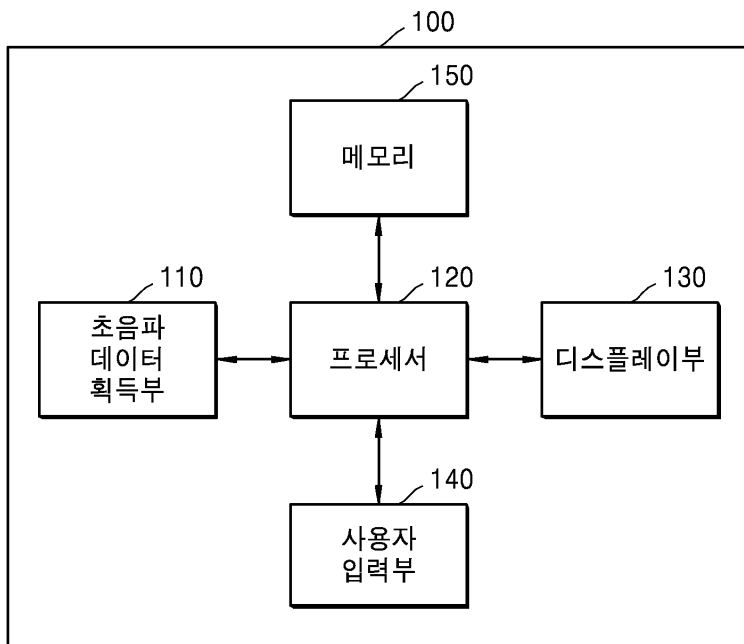 100
150
메모리
110
초음파
데이터
획득부
120
프로세서
130
디스플레이부
140
사용자
입력부